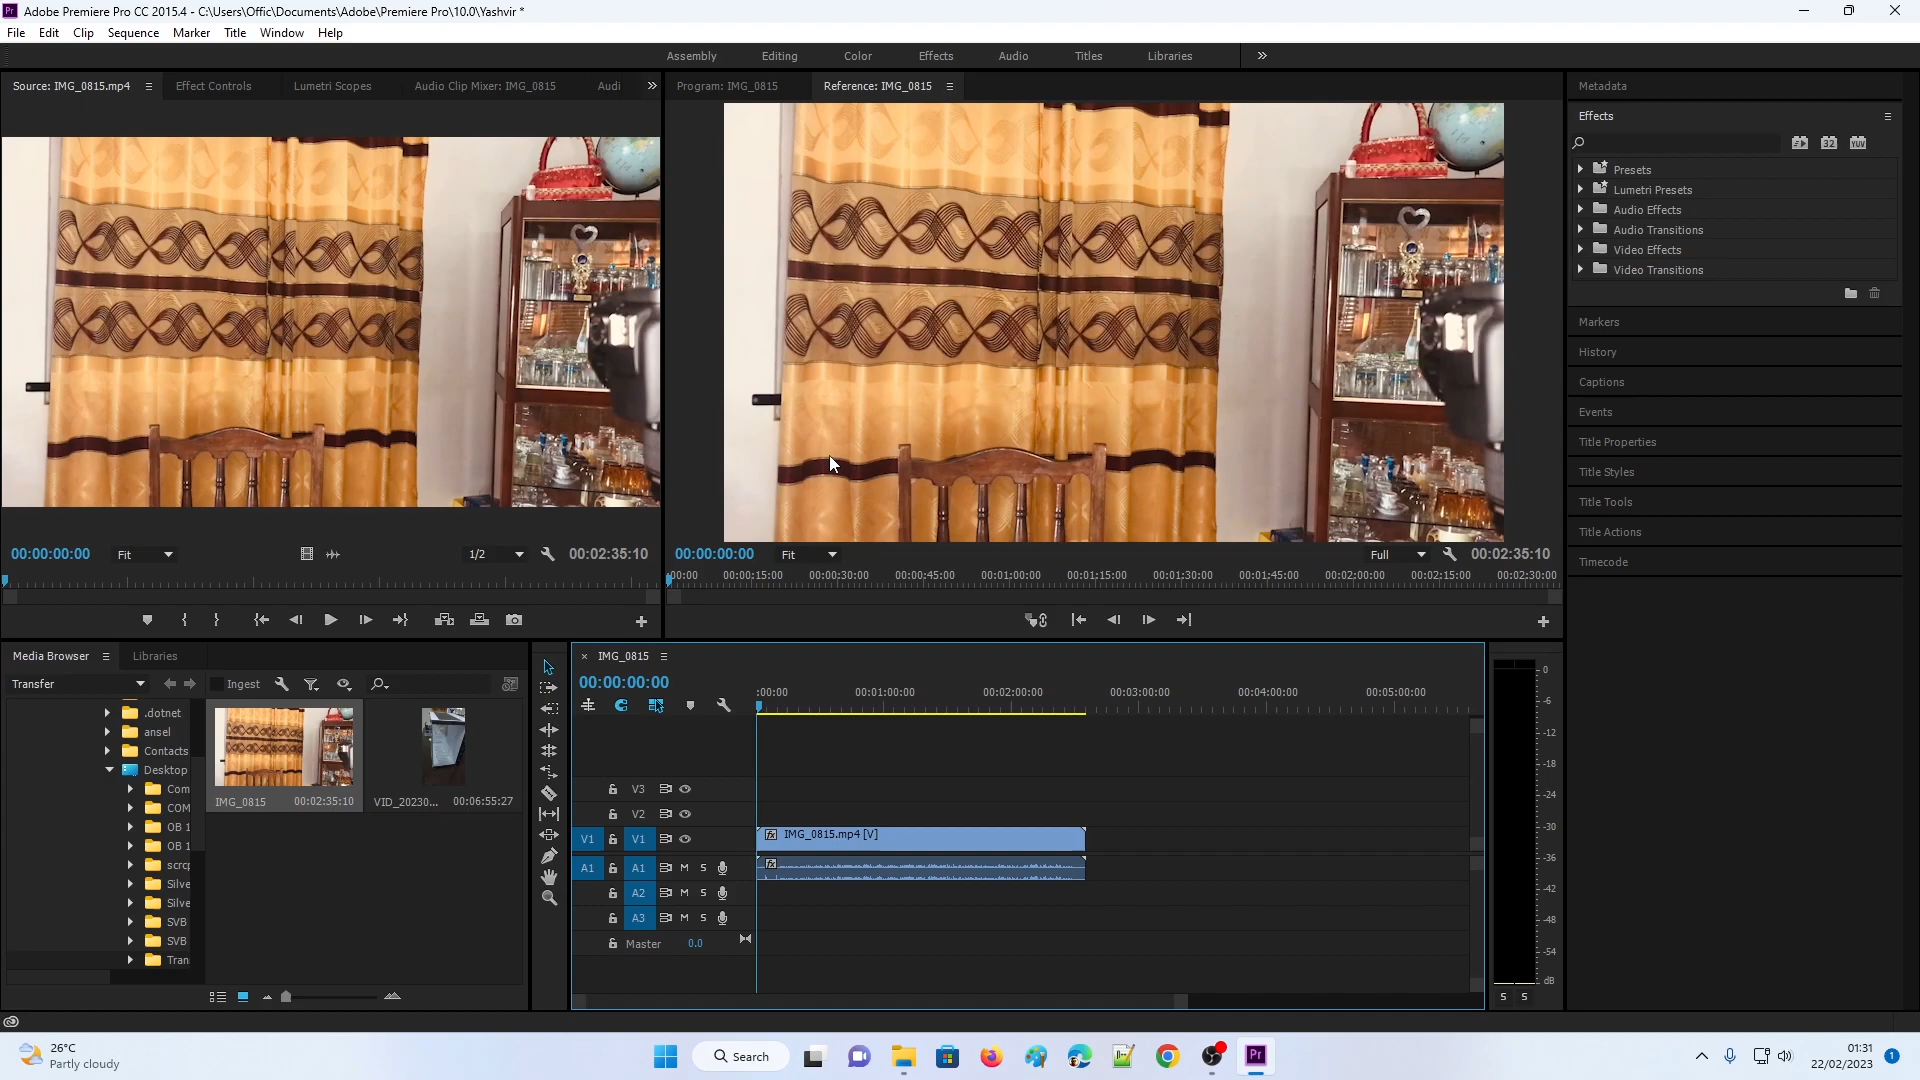 Adobe Premiere Pro CC 2015.4 - C:\Users\Offic\Documents\Adobe\Premiere Pro\10.0\Yashvir *
File Edit Clip Sequence Marker Title Window Help
Assembly Editing Color Effects Audio Titles Libraries
Source: IMG_0815.mp4 Effect Controls Lumetri Scopes Audio Clip Mixer: IMG_0815 Audi
Program: IMG_0815 Reference: IMG_0815
Metadata
Effects
32 YUV
Presets
Lumetri Presets
Audio Effects
Audio Transitions
Video Effects
Video Transitions
Markers
History
Captions
Events
Title Properties
Title Styles
Title Tools
Title Actions
Timecode
00:00:00:00 Fit 1/2 00:02:35:10
00:00:00:00 Fit Full 00:02:35:10
:00:00 00:00:15:00 00:00:30:00 00:00:45:00 00:01:00:00 00:01:15:00 00:01:30:00 00:01:45:00 00:02:00:00 00:02:15:00 00:02:30:00
Media Browser Libraries
Transfer Ingest
.dotnet
ansel
Contacts
Desktop
Com
COM
OB 1
OB 1
scrcp
Silve
Silve
SVB
SVB
Tran
IMG_0815 00:02:35:10 VID_20230... 00:06:55:27
IMG_0815
00:00:00:00
:00:00 00:01:00:00 00:02:00:00 00:03:00:00 00:04:00:00 00:05:00:00
V3
V2
V1 V1 IMG_0815.mp4 [V]
A1 A1 M S
A2 M S
A3 M S
Master 0.0
0
-6
-12
-18
-24
-30
-36
-42
-48
-54
dB
S S
26°C
Partly cloudy
Search
Pr
01:31
22/02/2023
1